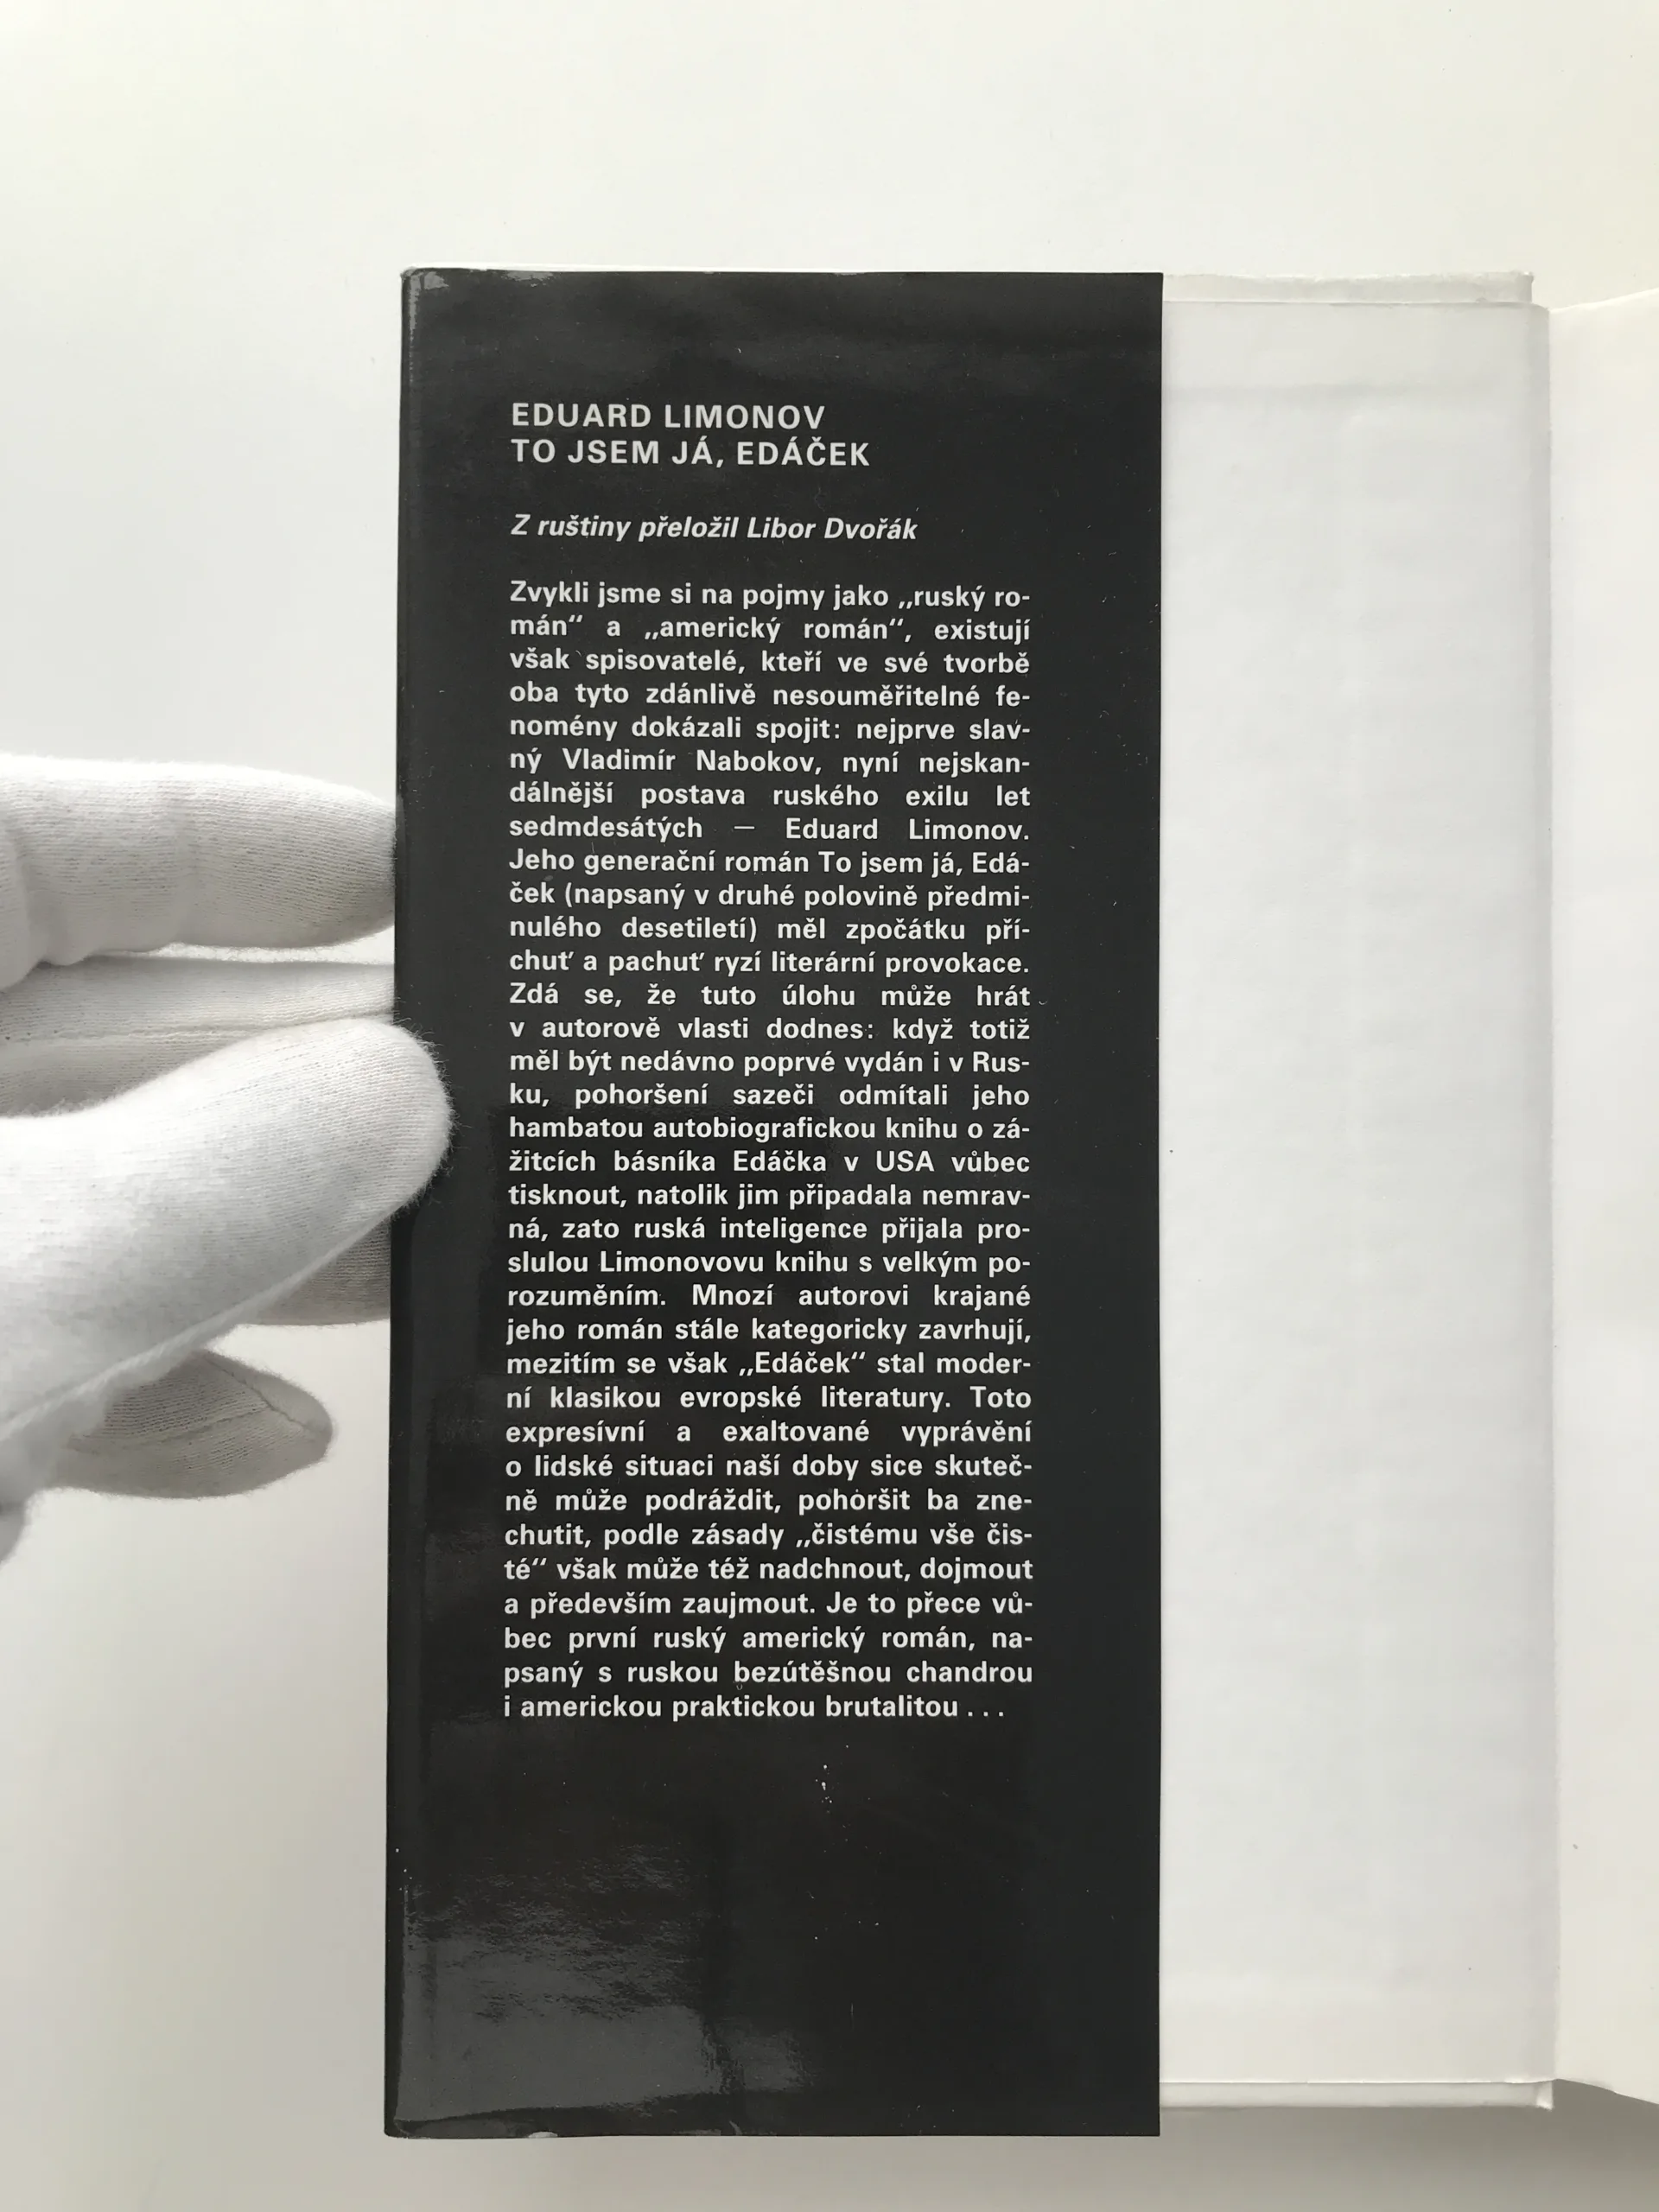 EDUARD LIMONOV
TO JSEM JÁ, EDÁČEK
Z ruštiny přeložil Libor Dvořák
Zvykli jsme si na pojmy jako „ruský ro-
mán“ a „americký román“, existují
však spisovatelé, kteří ve své tvorbě
oba tyto zdánlivě nesouměřitelné fe-
nomény dokázali spojit: nejprve slav-
ný Vladimír Nabokov, nyní nejskan-
dálnější postava ruského exilu let
sedmdesátých — Eduard Limonov.
Jeho generační román To jsem já, Edá-
ček (napsaný v druhé polovině předmi-
nulého desetiletí) měl zpočátku pří-
chuť a pachuť ryzí literární provokace.
Zdá se, že tuto úlohu může hrát
v autorově vlasti dodnes: když totiž
měl být nedávno poprvé vydán i v Rus-
ku, pohoršení sazeči odmítali jeho
hambatou autobiografickou knihu o zá-
žitcích básníka Edáčka v USA vůbec
tisknout, natolik jim připadala nemrav-
ná, zato ruská inteligence přijala pro-
slulou Limonovovu knihu s velkým po-
rozuměním. Mnozí autorovi krajané
jeho román stále kategoricky zavrhují,
mezitím se však „Edáček“ stal moder-
ní klasikou evropské literatury. Toto
expresívní a exaltované vyprávění
o lidské situaci naší doby sice skuteč-
ně může podráždit, pohoršit ba zne-
chutit, podle zásady „čistému vše čis-
té“ však může též nadchnout, dojmout
a především zaujmout. Je to přece vů-
bec první ruský americký román, na-
psaný s ruskou bezútěšnou chandrou
i americkou praktickou brutalitou . . .